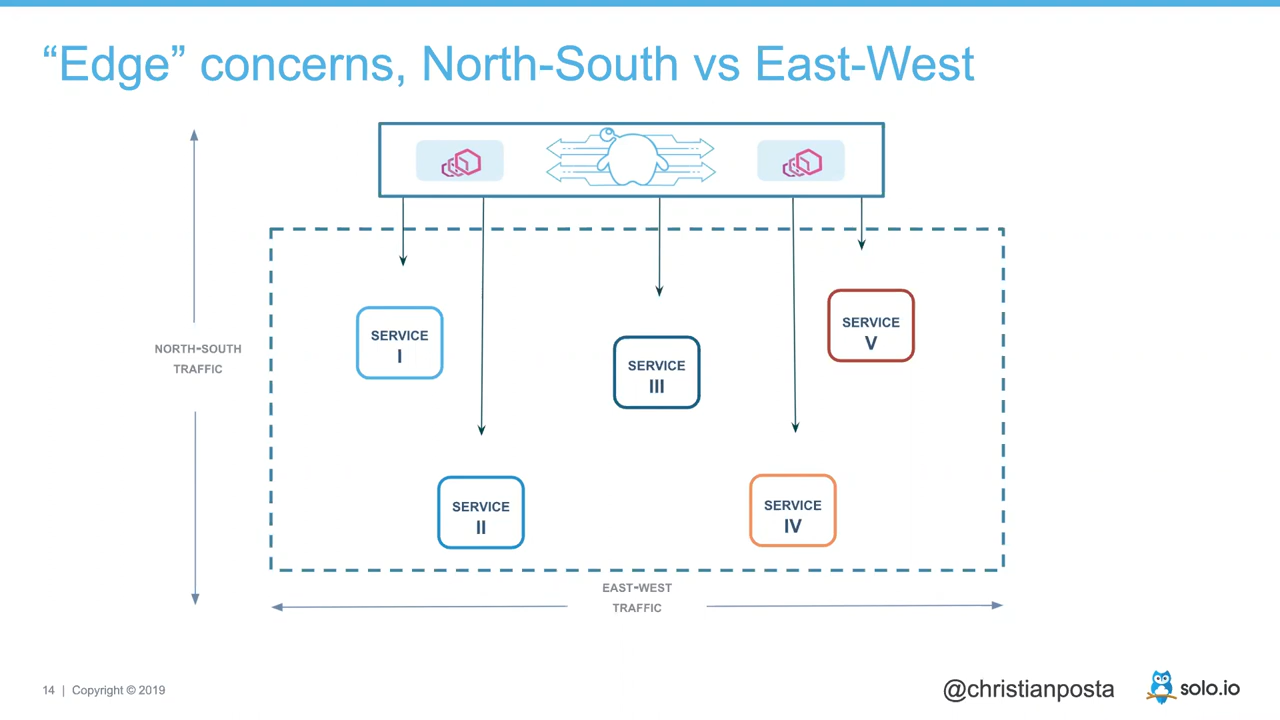 “Edge” concerns, North-South vs East-West
NORTH-SOUTH
TRAFFIC
SERVICE
I
SERVICE
II
SERVICE
III
SERVICE
IV
SERVICE
V
EAST-WEST
TRAFFIC
14 | Copyright © 2019
@christianposta
solo.io